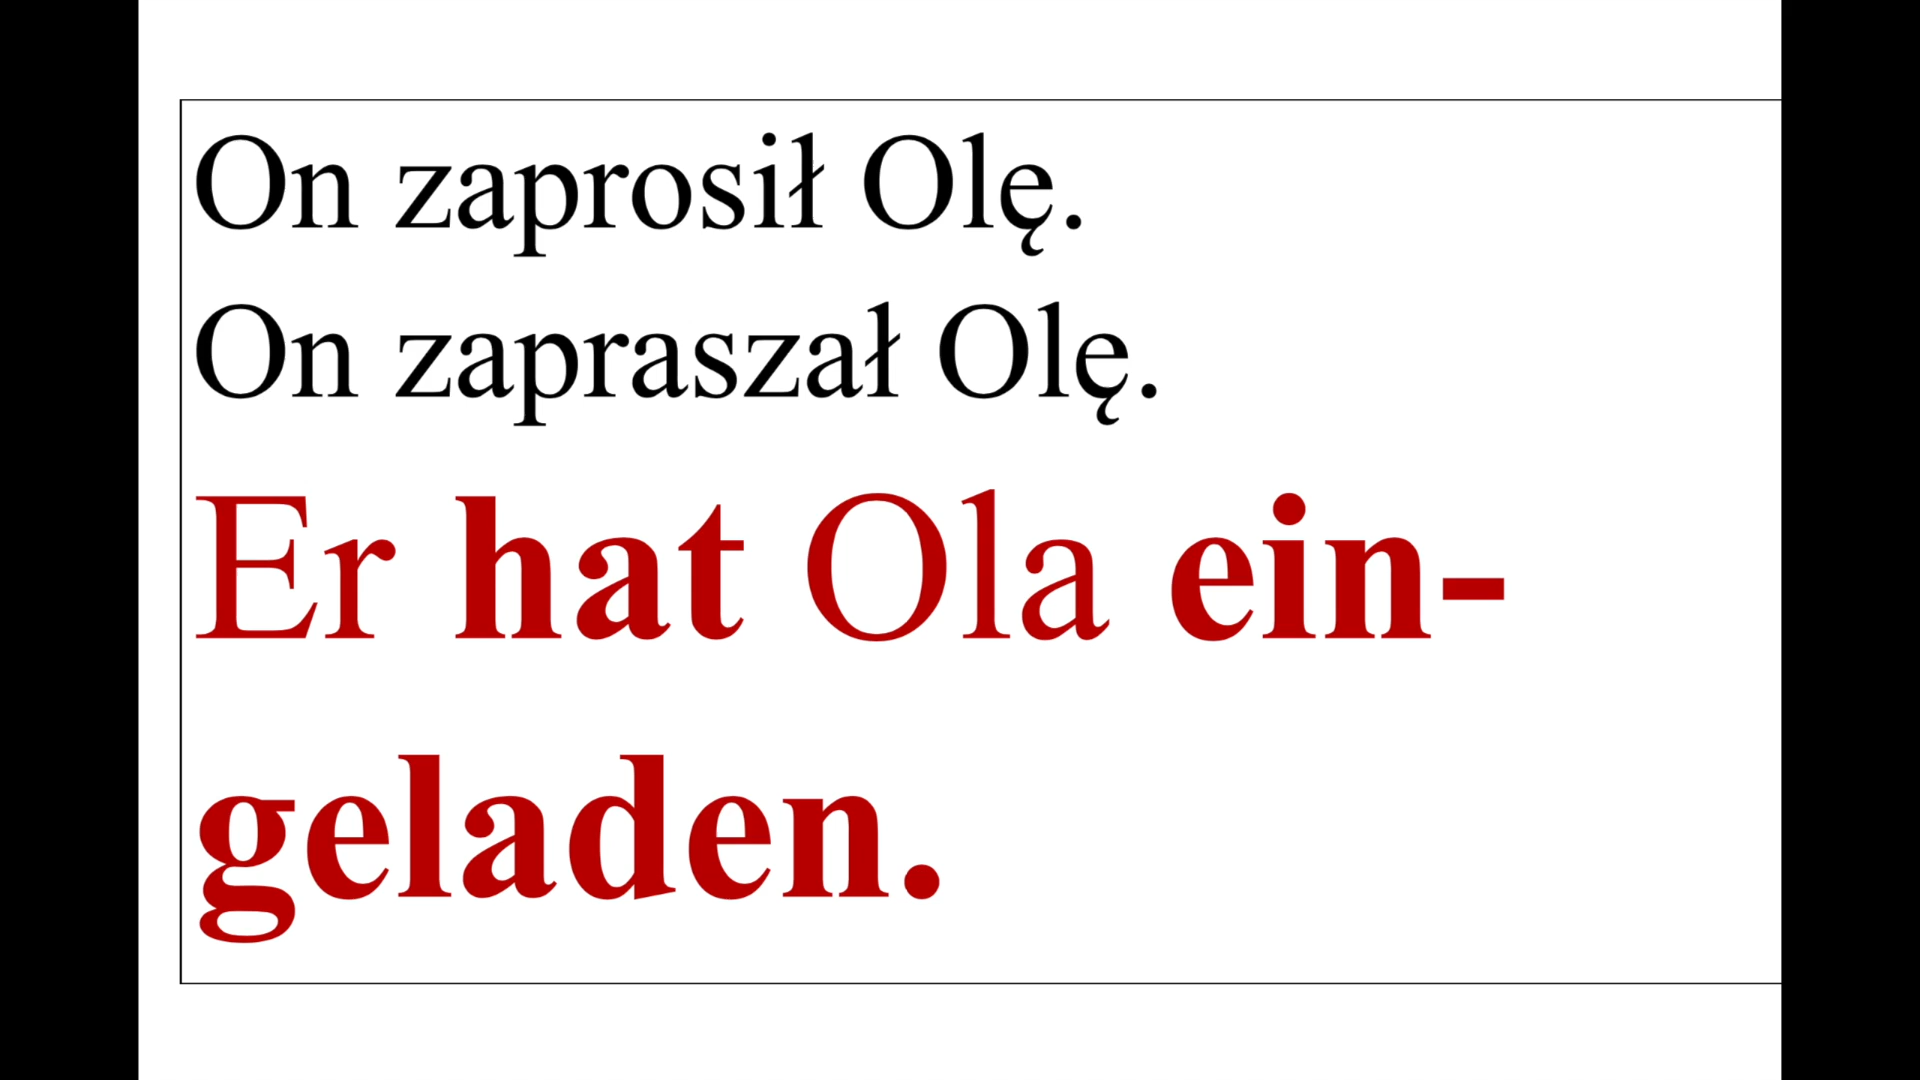 On zaprosił Olę.
On zapraszał Olę.
Er hat Ola ein-
geladen.